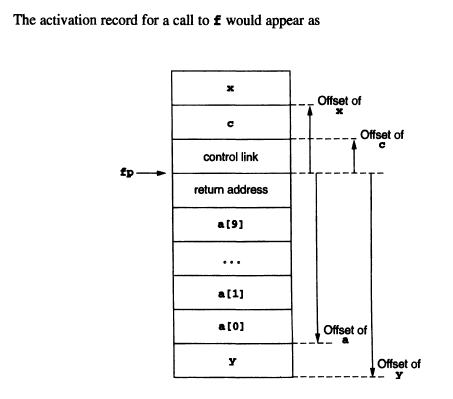 The activation record for a call to f would appear as
x
Offset of
x
c
Offset of
c
control link
fp
return address
a[9]
...
a[1]
a[0]
Offset of
a
y
Offset of
y